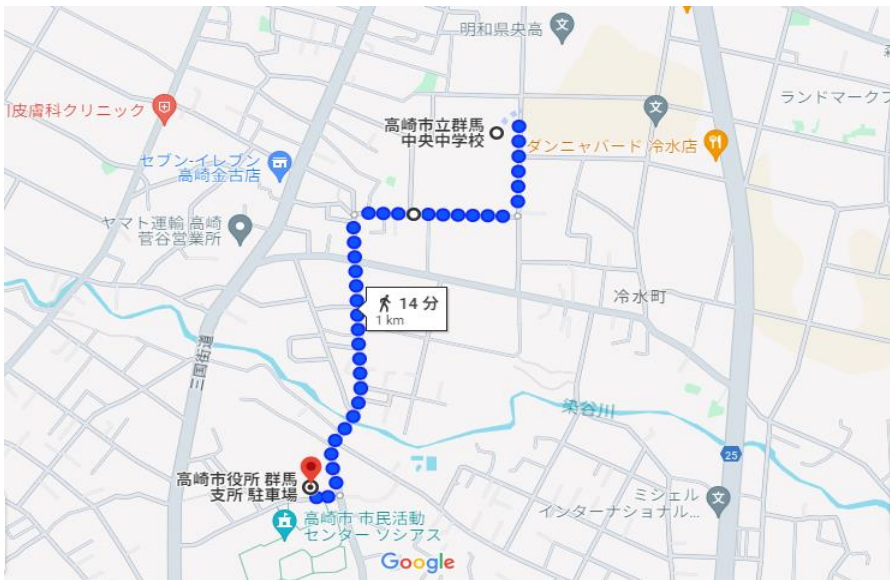 明和県央高
ランドマークフ
川皮膚科クリニック
高崎市立群馬
中央中学校
ダンニャバード 冷水店
セブン-イレブン
高崎金古店
ヤマト運輸 高崎
菅谷営業所
14 分
1 km
冷水町
三国街道
染谷川
25
高崎市役所 群馬
支所 駐車場
高崎市 市民活動
センター ソシアス
ミシェル
インターナショナル...
Google